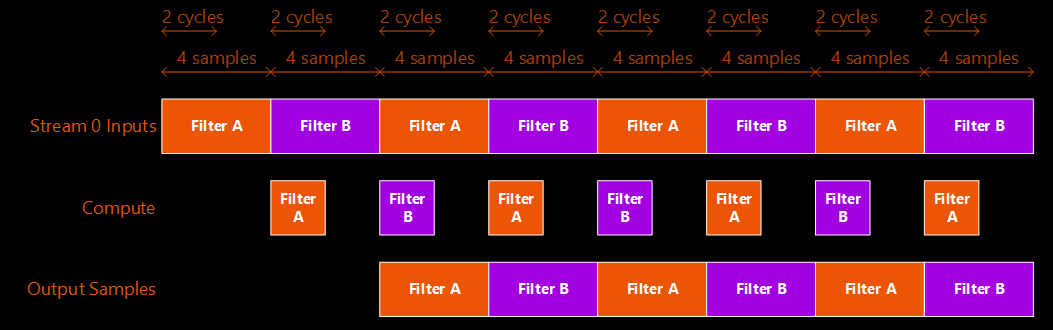 2 cycles 2 cycles 2 cycles 2 cycles 2 cycles 2 cycles 2 cycles 2 cycles
4 samples 4 samples 4 samples 4 samples 4 samples 4 samples 4 samples 4 samples
Stream 0 Inputs Filter A Filter B Filter A Filter B Filter A Filter B Filter A Filter B
Compute
Filter
A
Filter
B
Filter
A
Filter
B
Filter
A
Filter
B
Filter
A
Output Samples Filter A Filter B Filter A Filter B Filter A Filter B